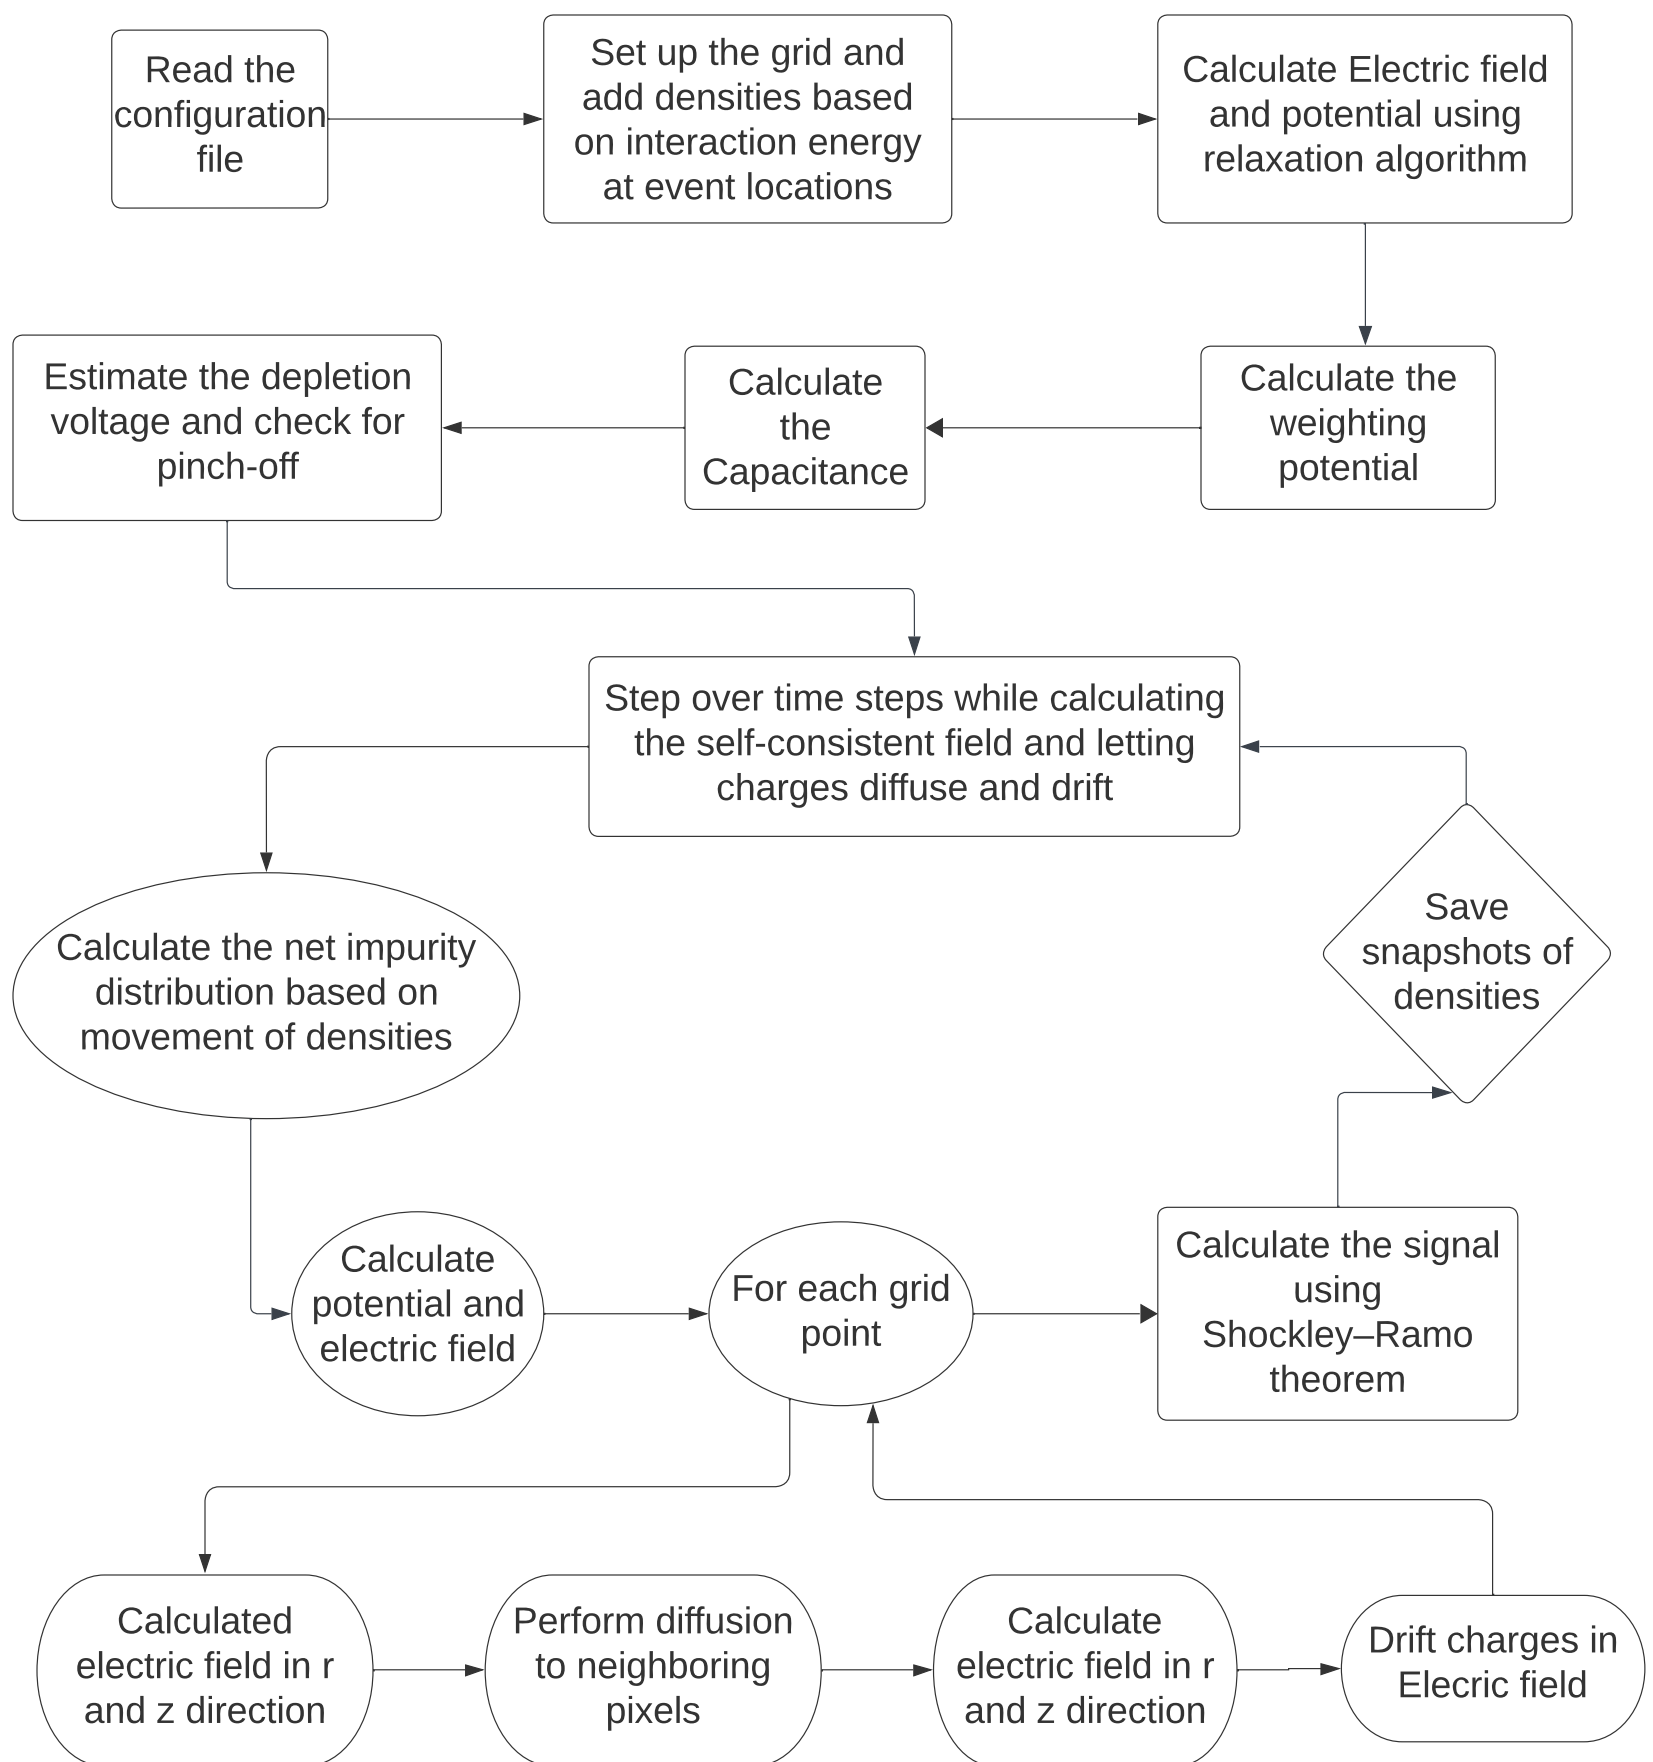 Read the
configuration
file
Set up the grid and
add densities based
on interaction energy
at event locations
Calculate Electric field
and potential using
relaxation algorithm
Estimate the depletion
voltage and check for
pinch-off
Calculate
the
Capacitance
Calculate the
weighting
potential
Step over time steps while calculating
the self-consistent field and letting
charges diffuse and drift
Calculate the net impurity
distribution based on
movement of densities
Save
snapshots of
densities
Calculate
potential and
electric field
For each grid
point
Calculate the signal
using
Shockley–Ramo
theorem
Calculated
electric field in r
and z direction
Perform diffusion
to neighboring
pixels
Calculate
electric field in r
and z direction
Drift charges in
Elecric field